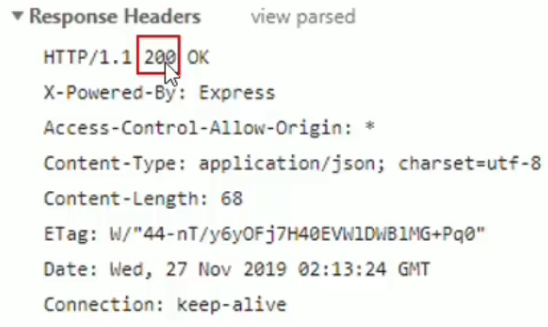 Response Headers view parsed
HTTP/1.1 200 OK
X-Powered-By: Express
Access-Control-Allow-Origin: *
Content-Type: application/json; charset=utf-8
Content-Length: 68
ETag: W/"44-nT/y6yOFj7H40EVWlDWBlMG+Pq0"
Date: Wed, 27 Nov 2019 02:13:24 GMT
Connection: keep-alive